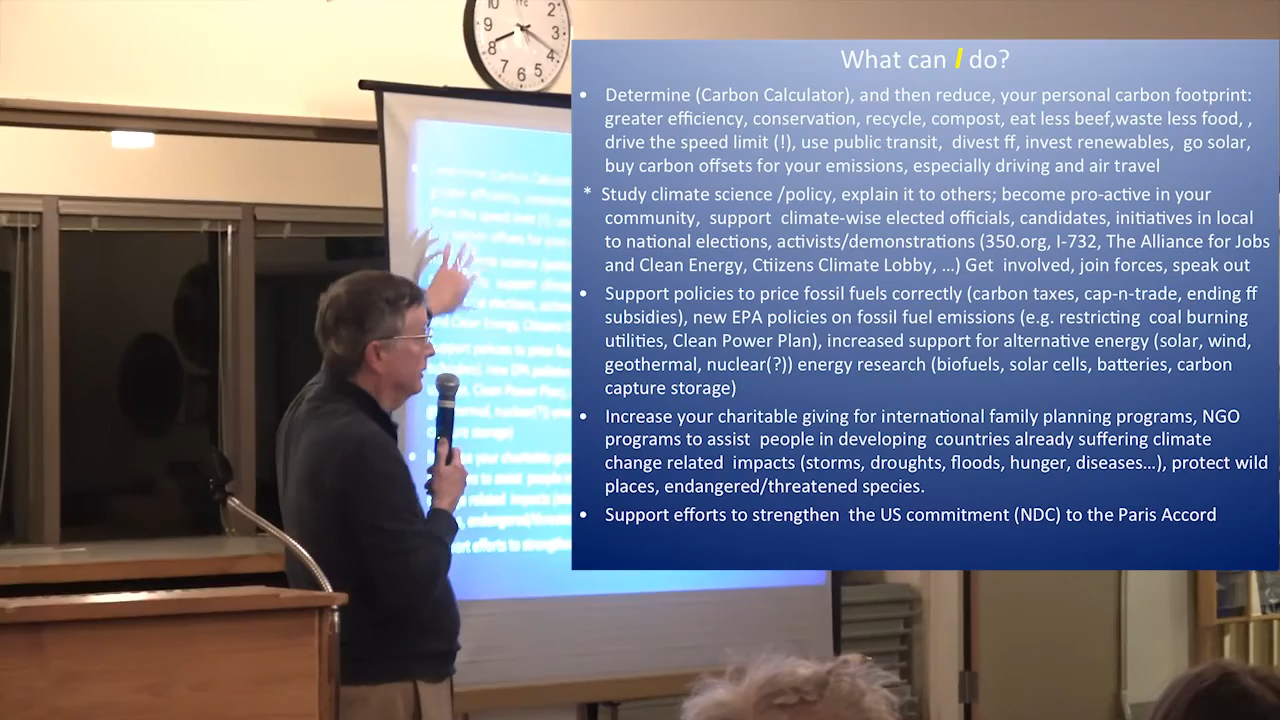 10 2
9 3
8 4
7 6 5
What can I do?
• Determine (Carbon Calculator), and then reduce, your personal carbon footprint:
greater efficiency, conservation, recycle, compost, eat less beef,waste less food, ,
drive the speed limit (!), use public transit, divest ff, invest renewables, go solar,
buy carbon offsets for your emissions, especially driving and air travel
* Study climate science /policy, explain it to others; become pro-active in your
community, support climate-wise elected officials, candidates, initiatives in local
to national elections, activists/demonstrations (350.org, I-732, The Alliance for Jobs
and Clean Energy, Ctiizens Climate Lobby, …) Get involved, join forces, speak out
• Support policies to price fossil fuels correctly (carbon taxes, cap-n-trade, ending ff
subsidies), new EPA policies on fossil fuel emissions (e.g. restricting coal burning
utilities, Clean Power Plan), increased support for alternative energy (solar, wind,
geothermal, nuclear(?)) energy research (biofuels, solar cells, batteries, carbon
capture storage)
• Increase your charitable giving for international family planning programs, NGO
programs to assist people in developing countries already suffering climate
change related impacts (storms, droughts, floods, hunger, diseases…), protect wild
places, endangered/threatened species.
• Support efforts to strengthen the US commitment (NDC) to the Paris Accord